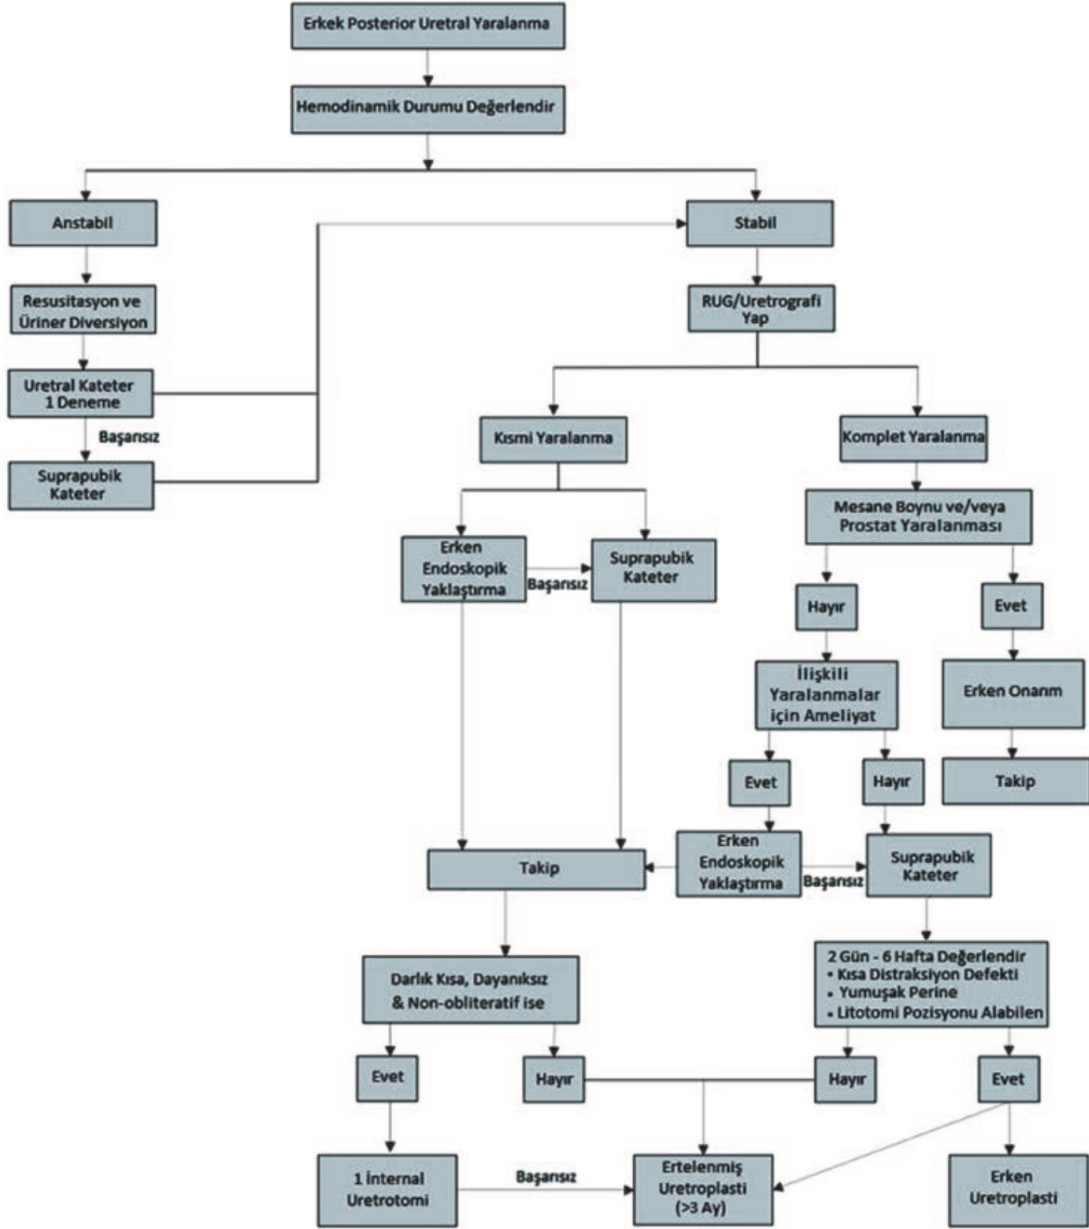 Erkek Posterior Uretral Yaralanma
Hemodinamik Durumu Değerlendir
Anstabil
Stabil
Resusitasyon ve
Üriner Diversiyon
RUG/Uretrografi
Yap
Uretral Kateter
1 Deneme
Başarısız
Suprapubik
Kateter
Kısmi Yaralanma
Komplet Yaralanma
Mesane Boynu ve/veya
Prostat Yaralanması
Erken
Endoskopik
Yaklaştırma
Başarısız
Suprapubik
Kateter
Hayır
Evet
İlişkili
Yaralanmalar
için Ameliyat
Erken Onarım
Evet
Hayır
Takip
Takip
Erken
Endoskopik
Yaklaştırma
Başarısız
Suprapubik
Kateter
Darlık Kısa, Dayanıksız
& Non-obliteratif ise
2 Gün - 6 Hafta Değerlendir
• Kısa Distraksiyon Defekti
• Yumuşak Perine
• Litotomi Pozisyonu Alabilen
Evet
Hayır
Hayır
Evet
1 İnternal
Uretrotomi
Başarısız
Ertelenmiş
Uretroplasti
(>3 Ay)
Erken
Uretroplasti